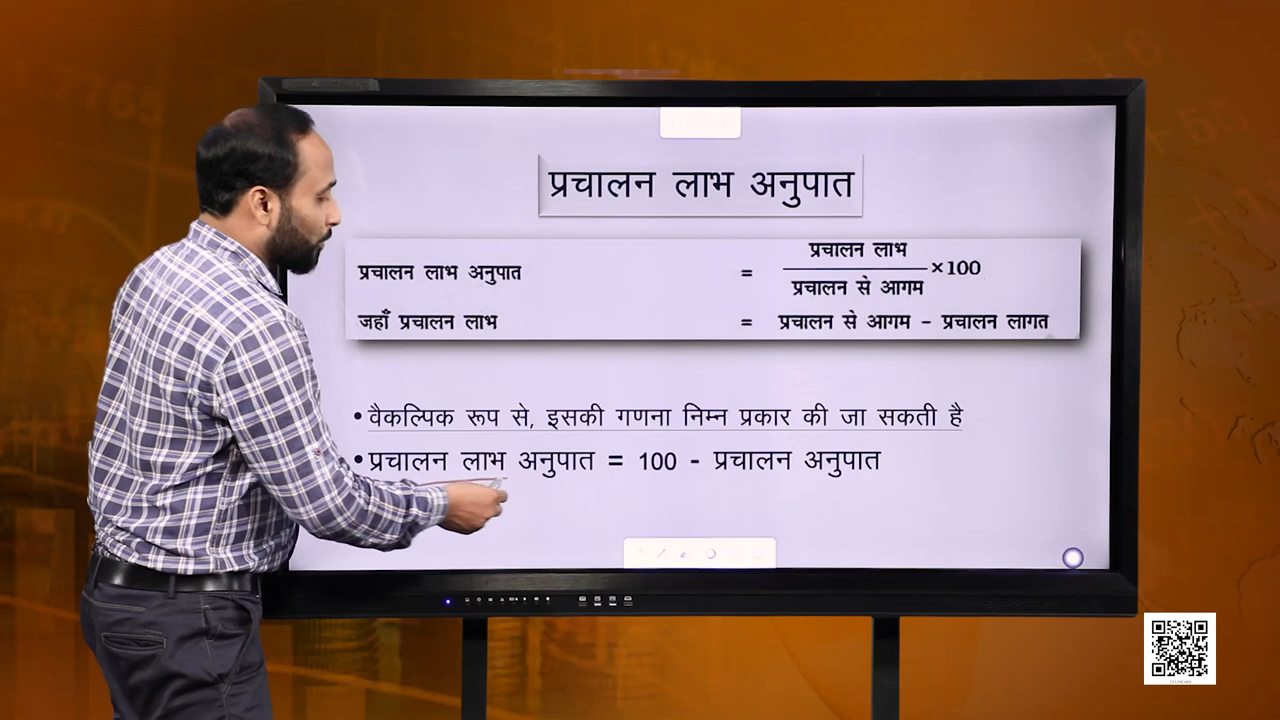 प्रचालन लाभ अनुपात
प्रचालन लाभ अनुपात = प्रचालन लाभ / प्रचालन से आगम ×100
जहाँ प्रचालन लाभ = प्रचालन से आगम – प्रचालन लागत
• वैकल्पिक रूप से, इसकी गणना निम्न प्रकार की जा सकती है
• प्रचालन लाभ अनुपात = 100 - प्रचालन अनुपात